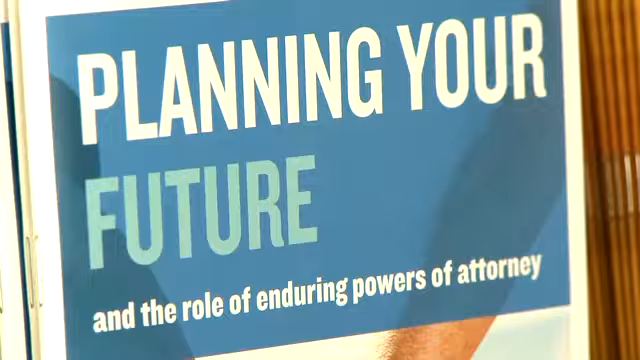 PLANNING YOUR
FUTURE
and the role of enduring powers of attorney